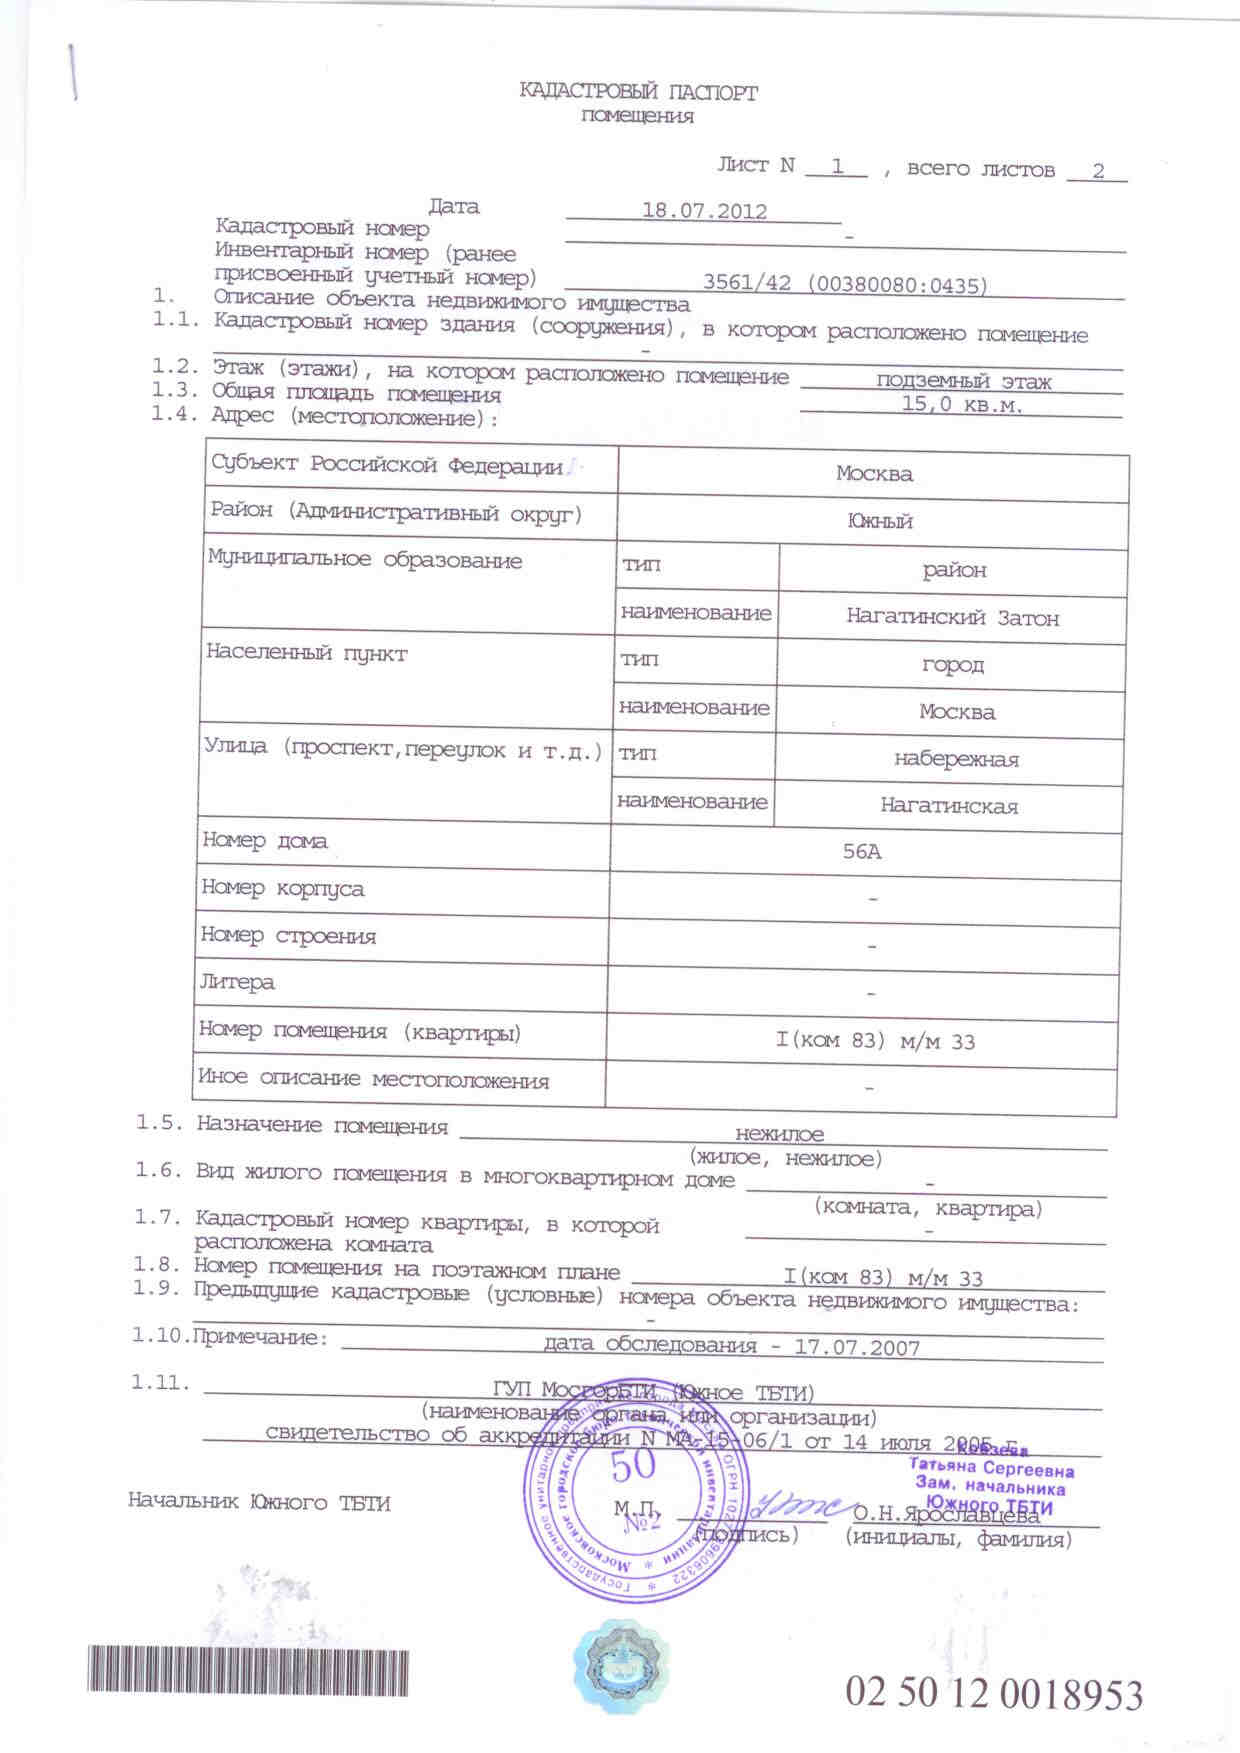 КАДАСТРОВЫЙ ПАСПОРТ
помещения
Лист N 1 , всего листов 2
Дата 18.07.2012
Кадастровый номер -
Инвентарный номер (ранее
присвоенный учетный номер) 3561/42 (00380080:0435)
1. Описание объекта недвижимого имущества
1.1. Кадастровый номер здания (сооружения), в котором расположено помещение
-
1.2. Этаж (этажи), на котором расположено помещение подземный этаж
1.3. Общая площадь помещения 15,0 кв.м.
1.4. Адрес (местоположение):
Субъект Российской Федерации Москва
Район (Административный округ) Южный
Муниципальное образование тип район
наименование Нагатинский Затон
Населенный пункт тип город
наименование Москва
Улица (проспект,переулок и т.д.) тип набережная
наименование Нагатинская
Номер дома 56А
Номер корпуса -
Номер строения -
Литера -
Номер помещения (квартиры) I(ком 83) м/м 33
Иное описание местоположения -
1.5. Назначение помещения нежилое
(жилое, нежилое)
1.6. Вид жилого помещения в многоквартирном доме -
(комната, квартира)
1.7. Кадастровый номер квартиры, в которой -
расположена комната
1.8. Номер помещения на поэтажном плане I(ком 83) м/м 33
1.9. Предыдущие кадастровые (условные) номера объекта недвижимого имущества:
-
1.10.Примечание: дата обследования - 17.07.2007
1.11. ГУП МосгорБТИ (Южное ТБТИ)
(наименование органа или организации)
свидетельство об аккредитации N МА-15-06/1 от 14 июля 2005 г.
Татьяна Сергеевна
Зам. начальника
Южного ТБТИ
Начальник Южного ТБТИ М.П. О.Н.Ярославцева
(подпись) (инициалы, фамилия)
50
№2
02 50 12 0018953